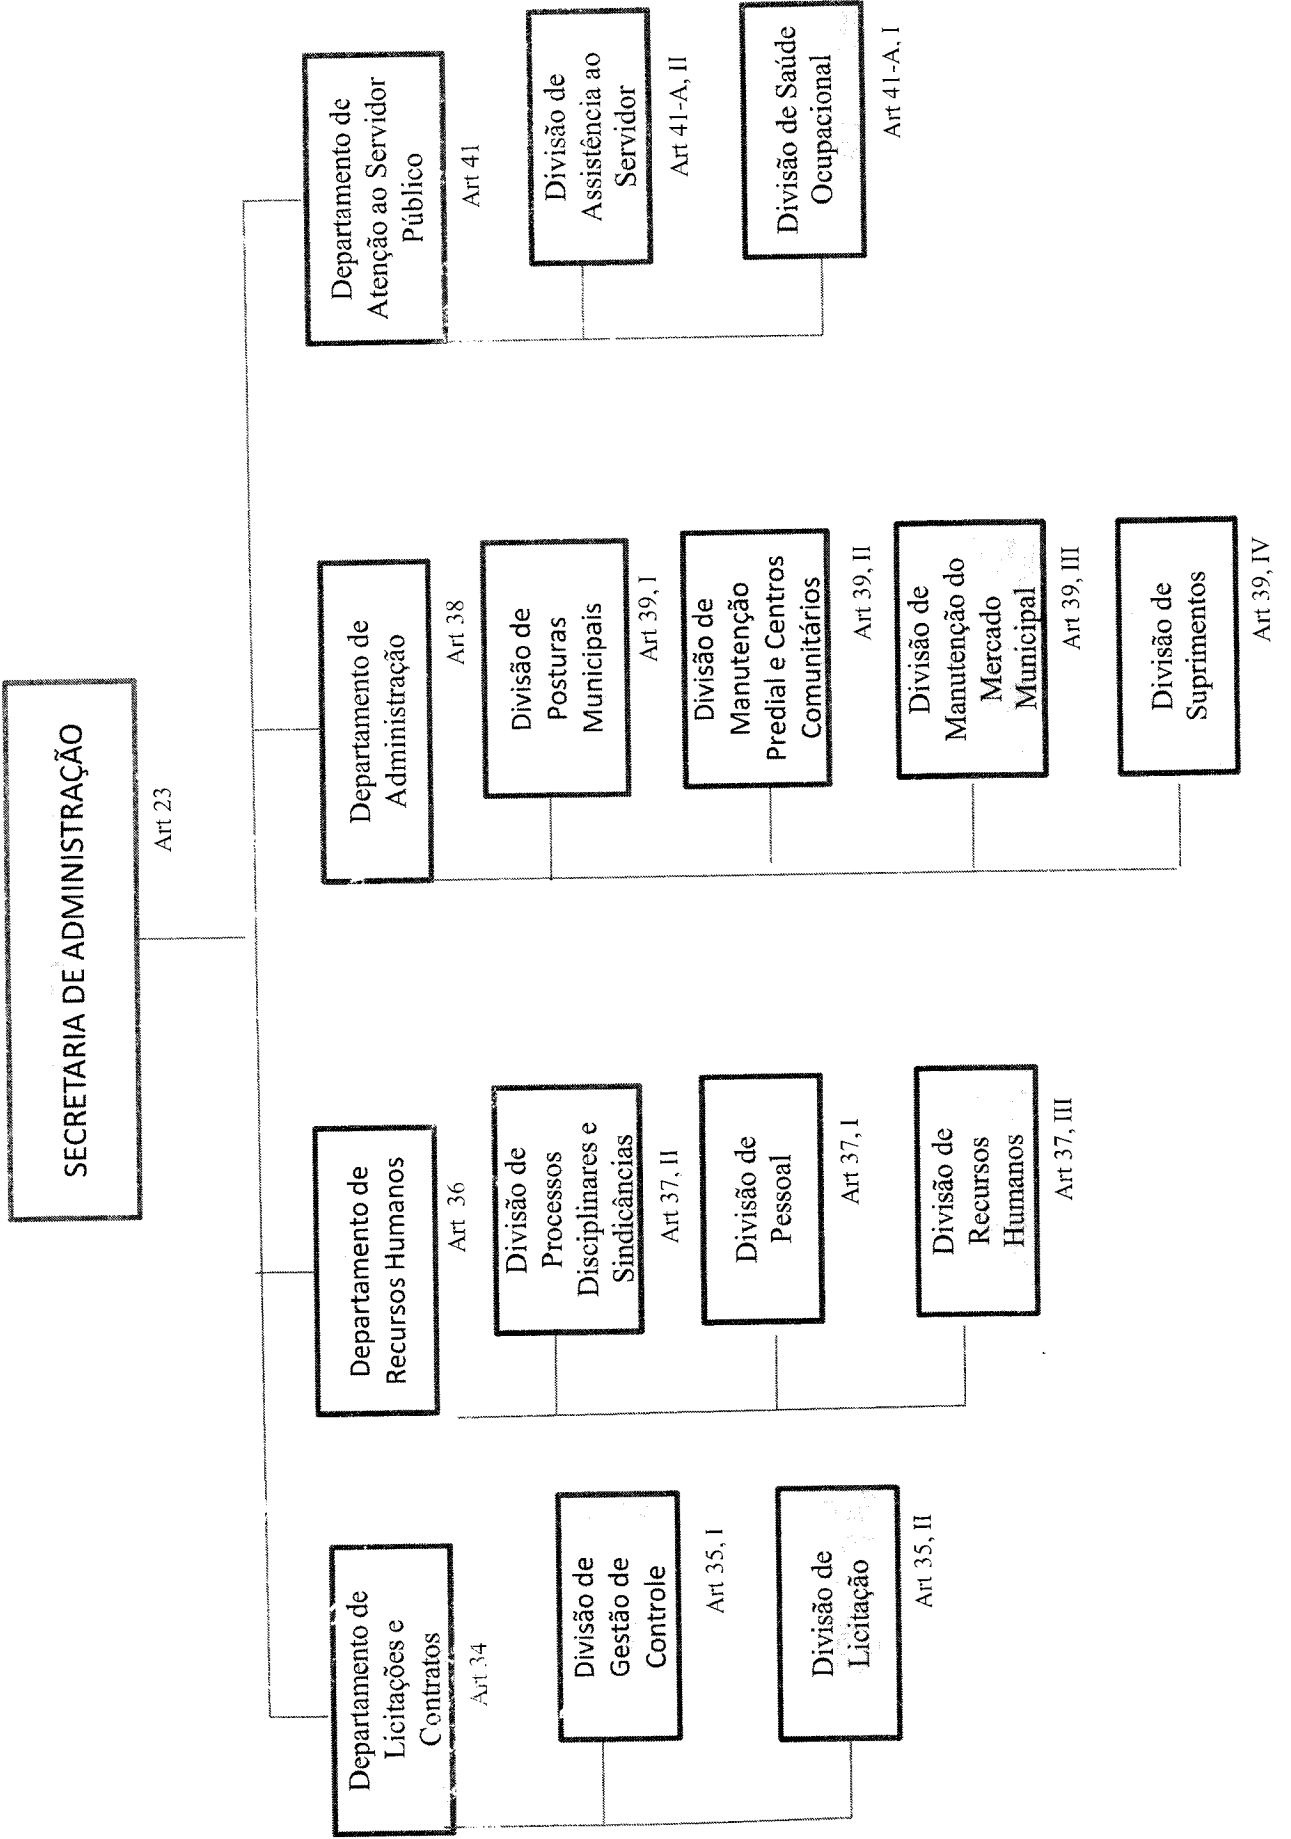 SECRETARIA DE ADMINISTRAÇÃO
Art 23
Departamento de
Licitações e
Contratos
Art 34
Divisão de
Gestão de
Controle
Art 35, I
Divisão de
Licitação
Art 35, II
Departamento de
Recursos Humanos
Art 36
Divisão de
Processos
Disciplinares e
Sindicâncias
Art 37, II
Divisão de
Pessoal
Art 37, I
Divisão de
Recursos
Humanos
Art 37, III
Departamento de
Administração
Art 38
Divisão de
Posturas
Municipais
Art 39, I
Divisão de
Manutenção
Predial e Centros
Comunitários
Art 39, II
Divisão de
Manutenção do
Mercado
Municipal
Art 39, III
Divisão de
Suprimentos
Art 39, IV
Departamento de
Atenção ao Servidor
Público
Art 41
Divisão de
Assistência ao
Servidor
Art 41-A, II
Divisão de Saúde
Ocupacional
Art 41-A, I